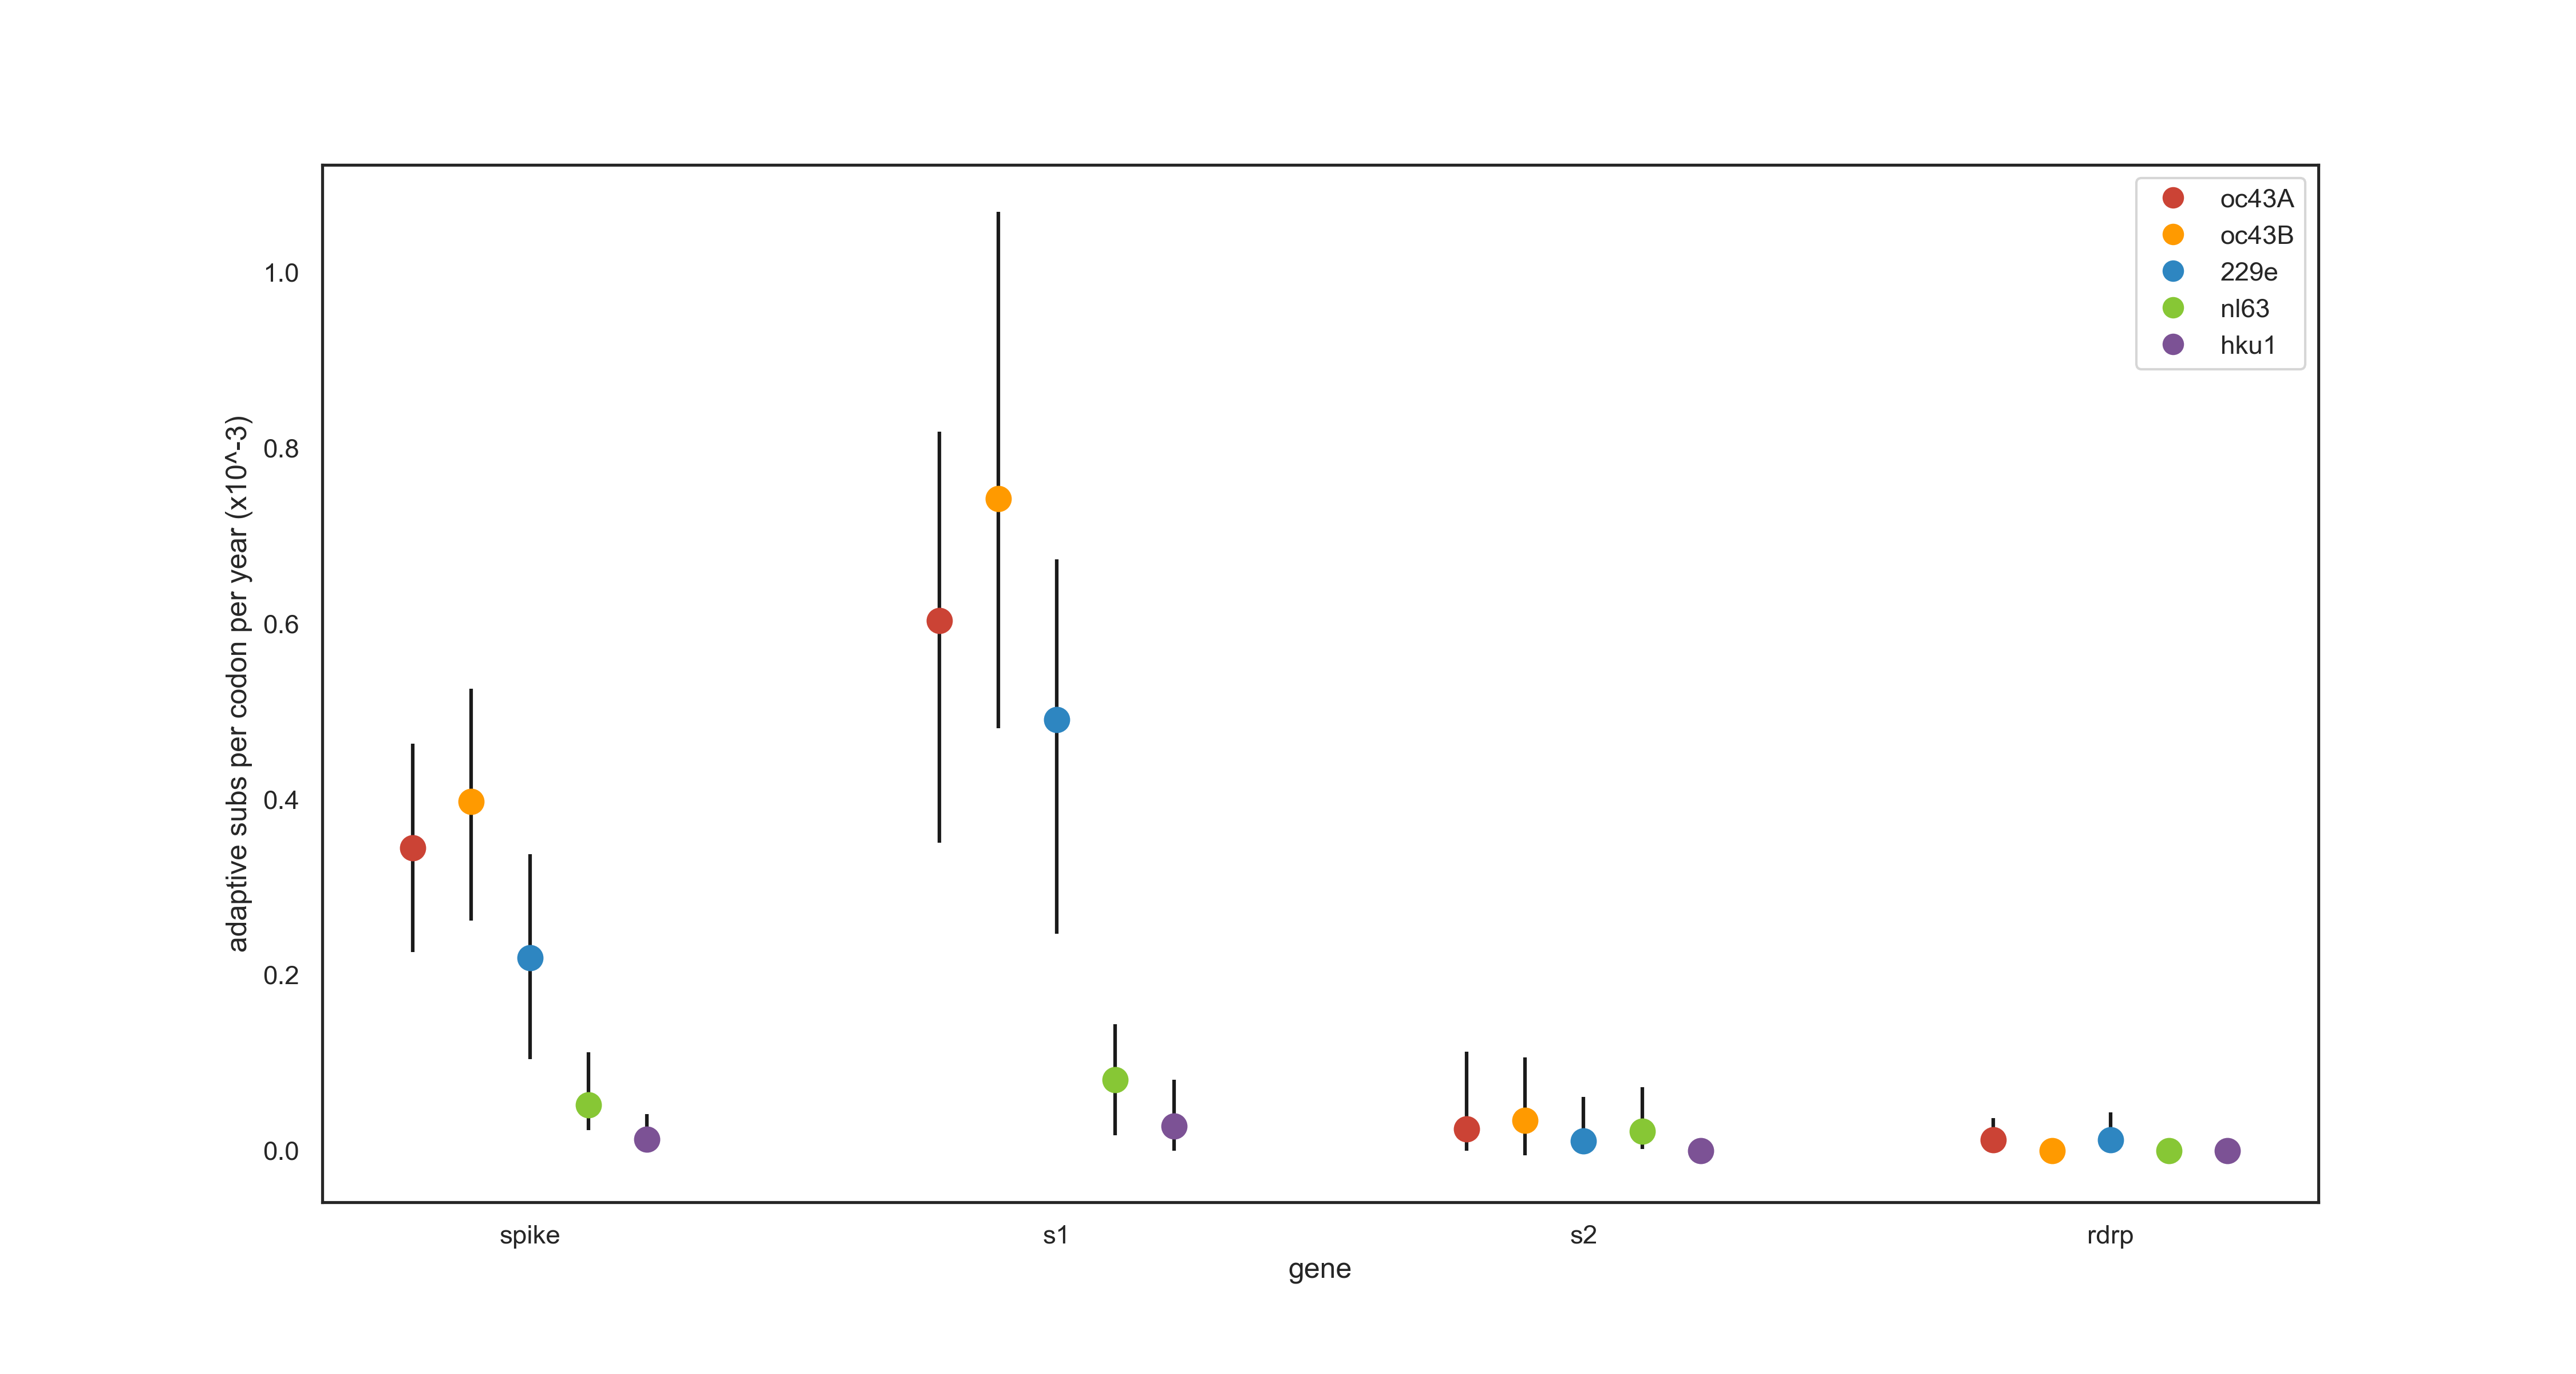 oc43A
oc43B
229e
nl63
hku1
1.0
0.8
0.6
0.4
0.2
0.0
adaptive subs per codon per year (x10^-3)
spike s1 s2 rdrp
gene